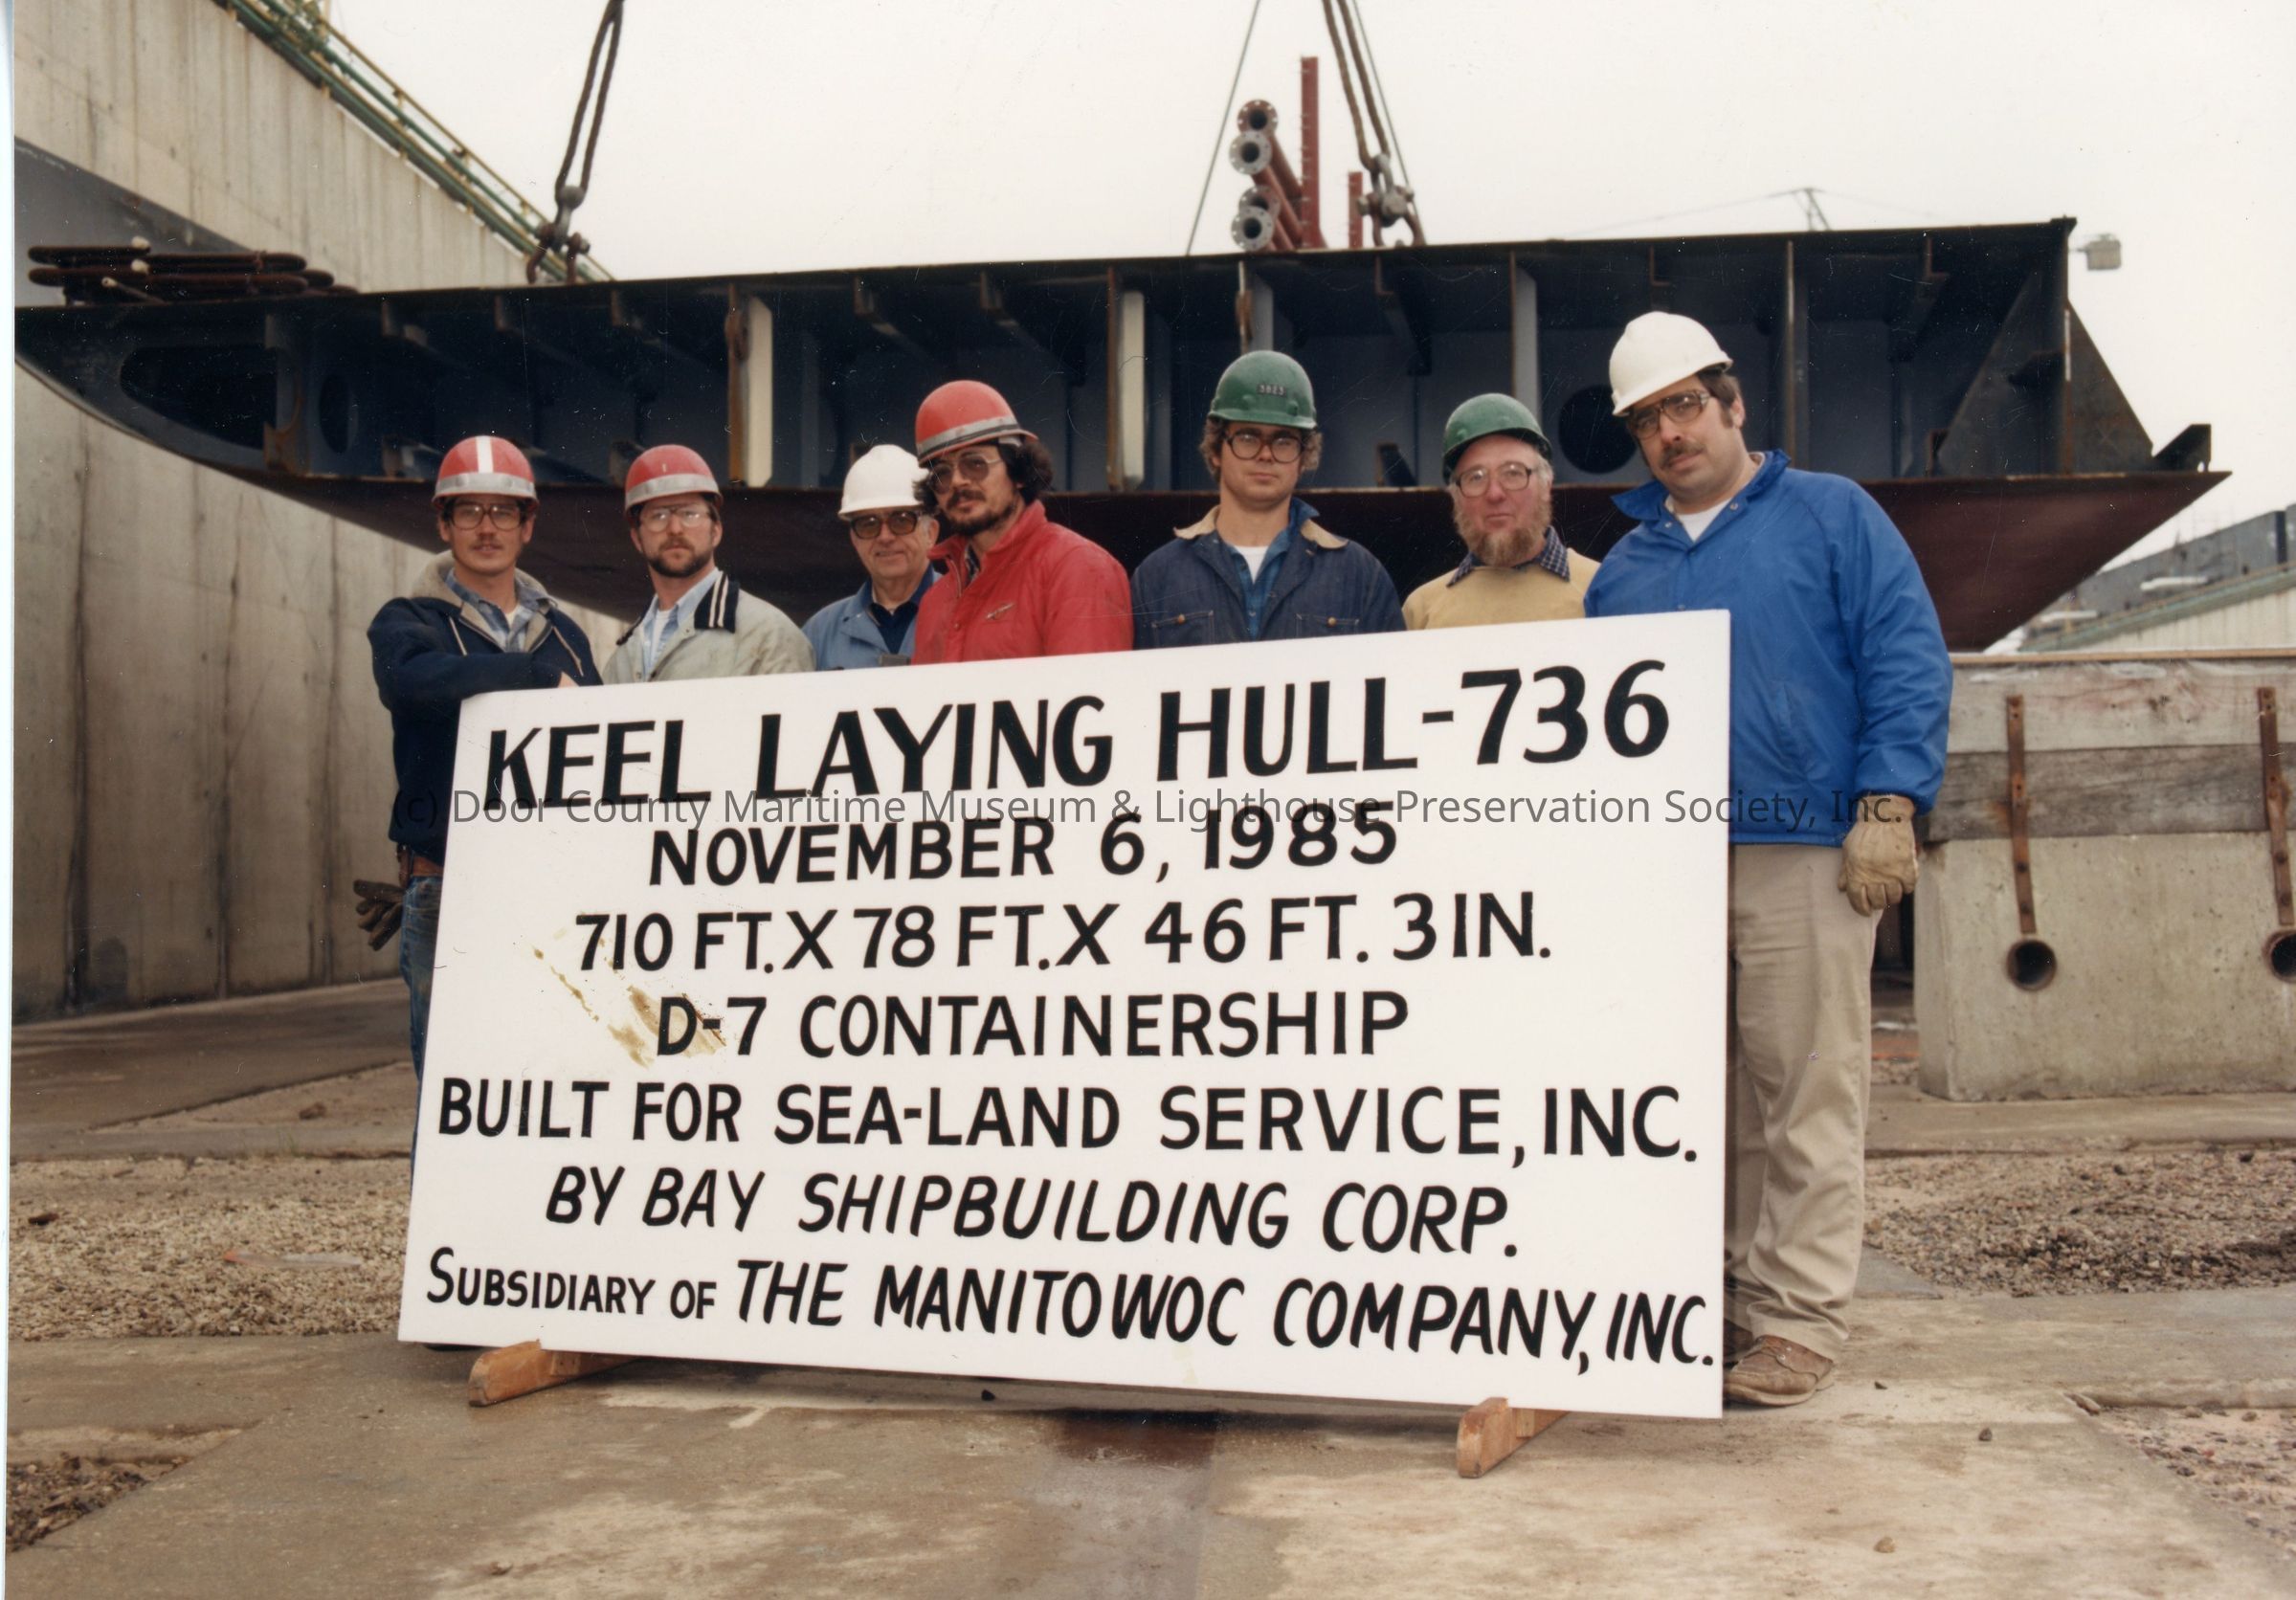 3823
KEEL LAYING HULL-736
(c) Door County Maritime Museum & Lighthouse Preservation Society, Inc.
NOVEMBER 6, 1985
710 FT. X 78 FT. X 46 FT. 3 IN.
D-7 CONTAINERSHIP
BUILT FOR SEA-LAND SERVICE, INC.
BY BAY SHIPBUILDING CORP.
SUBSIDIARY OF THE MANITOWOC COMPANY, INC.